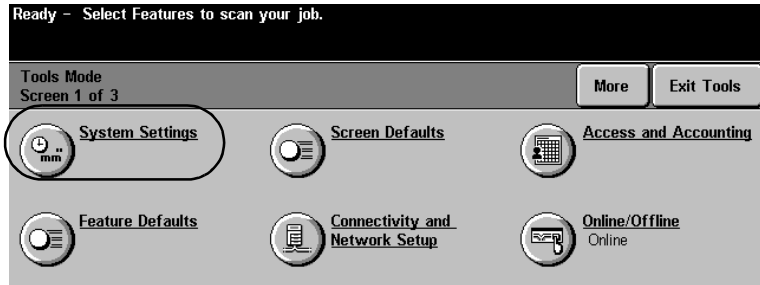 Ready - Select Features to scan your job.
Tools Mode
Screen 1 of 3
More
Exit Tools
System Settings
mm
Screen Defaults
Access and Accounting
Feature Defaults
Connectivity and
Network Setup
Online/Offline
Online